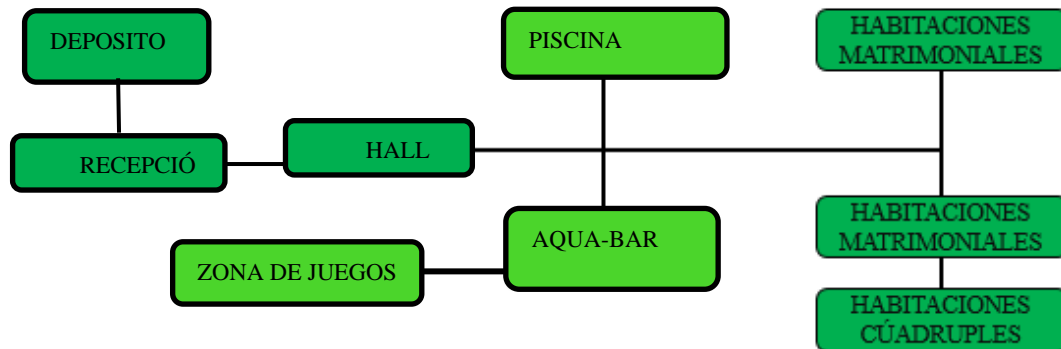 DEPOSITO
PISCINA
HABITACIONES
MATRIMONIALES
RECEPCIÓ
HALL
HABITACIONES
MATRIMONIALES
AQUA-BAR
ZONA DE JUEGOS
HABITACIONES
CÚADRUPLES